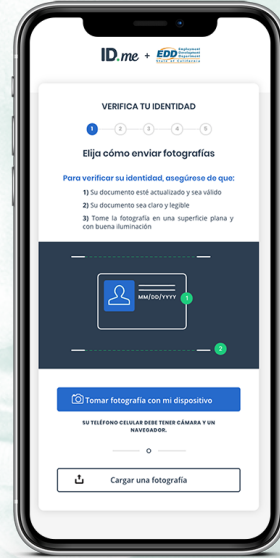 ID.me + EDD Employment
Development
Department
State of California
VERIFICA TU IDENTIDAD
1 2 3 4 5
Elija cómo enviar fotografías
Para verificar su identidad, asegúrese de que:
1) Su documento esté actualizado y sea válido
2) Su documento sea claro y legible
3) Tome la fotografía en una superficie plana y
con buena iluminación
MM/DD/YYYY 1
2
Tomar fotografía con mi dispositivo
SU TELÉFONO CELULAR DEBE TENER CÁMARA Y UN
NAVEGADOR.
O
Cargar una fotografía